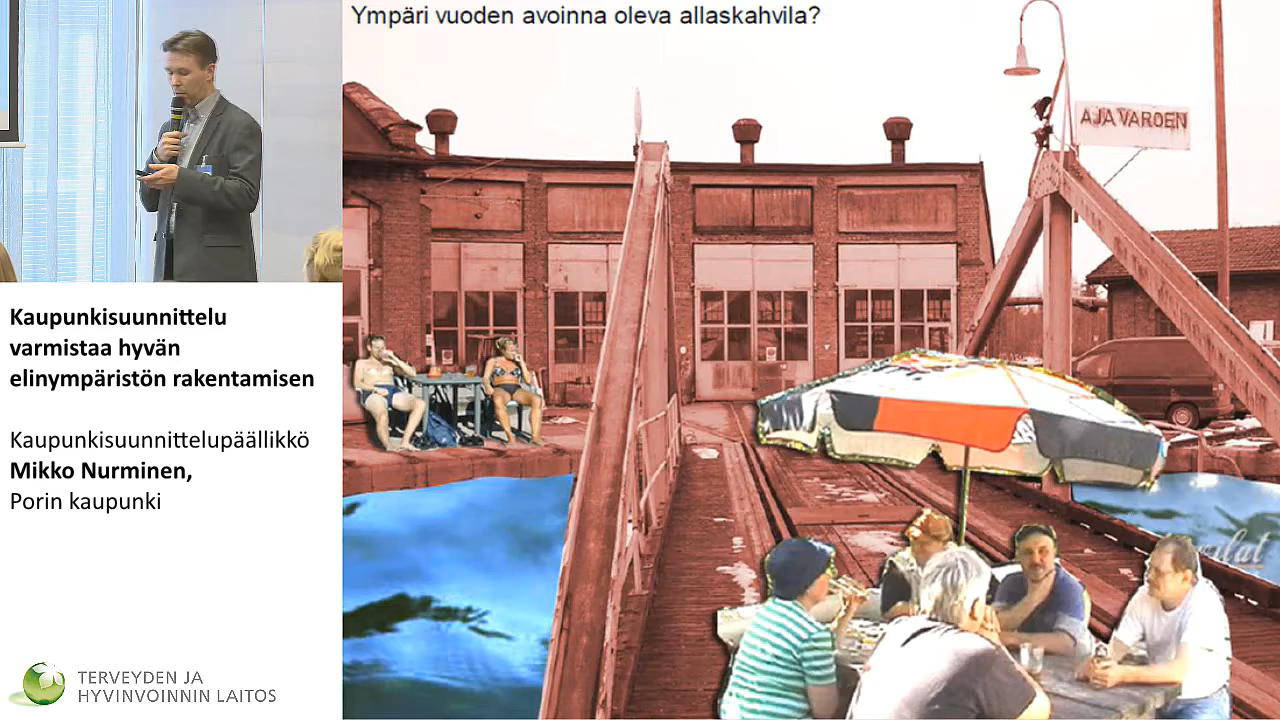 Ympäri vuoden avoinna oleva allaskahvila?
AJA VAROEN
Kaupunkisuunnittelu
varmistaa hyvän
elinympäristön rakentamisen
Kaupunkisuunnittelupäällikkö
Mikko Nurminen,
Porin kaupunki
TERVEYDEN JA
HYVINVOINNIN LAITOS